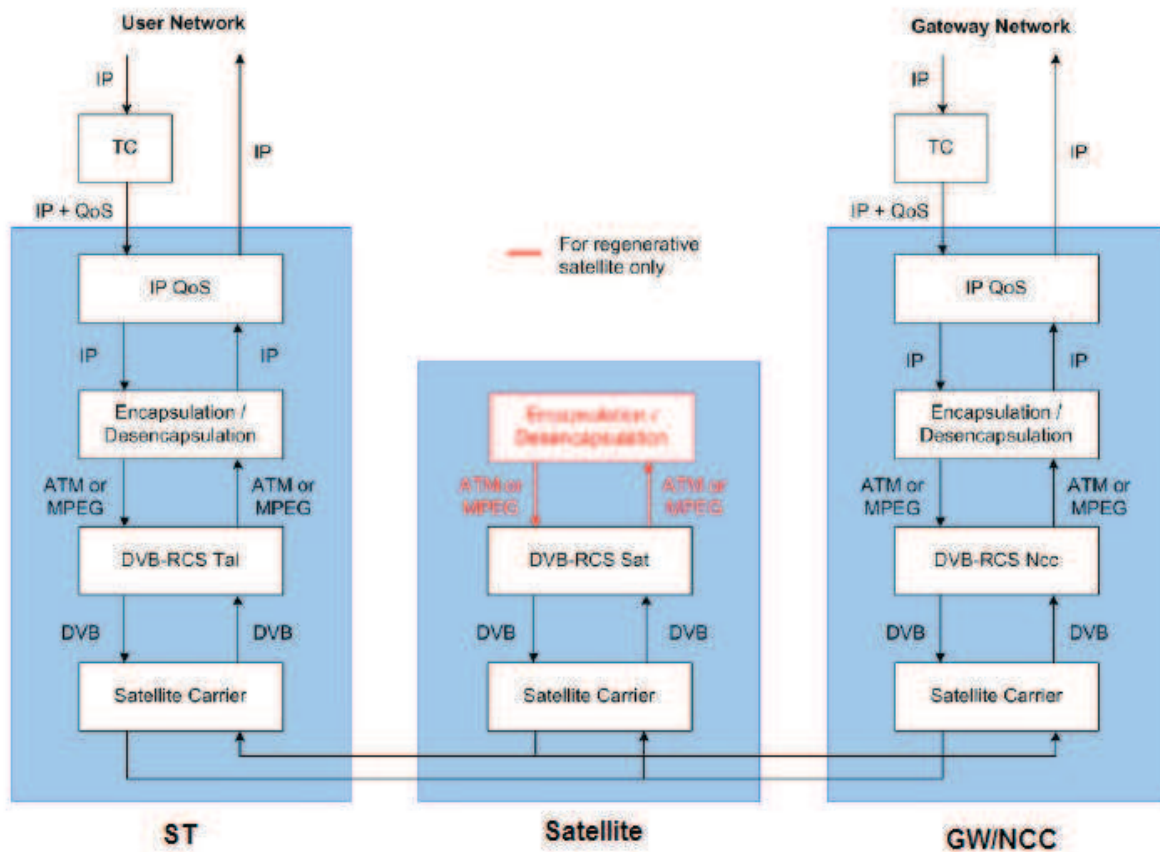 User Network
Gateway Network
IP
IP
TC
IP
TC
IP
IP + QoS
IP + QoS
For regenerative
satellite only
IP QoS
IP QoS
IP
IP
IP
IP
Encapsulation /
Desencapsulation
Encapsulation /
Desencapsulation
Encapsulation /
Desencapsulation
ATM or
MPEG
ATM or
MPEG
ATM or
MPEG
ATM or
MPEG
ATM or
MPEG
ATM or
MPEG
DVB-RCS Tal
DVB-RCS Sat
DVB-RCS Ncc
DVB
DVB
DVB
DVB
DVB
DVB
Satellite Carrier
Satellite Carrier
Satellite Carrier
ST
Satellite
GW/NCC